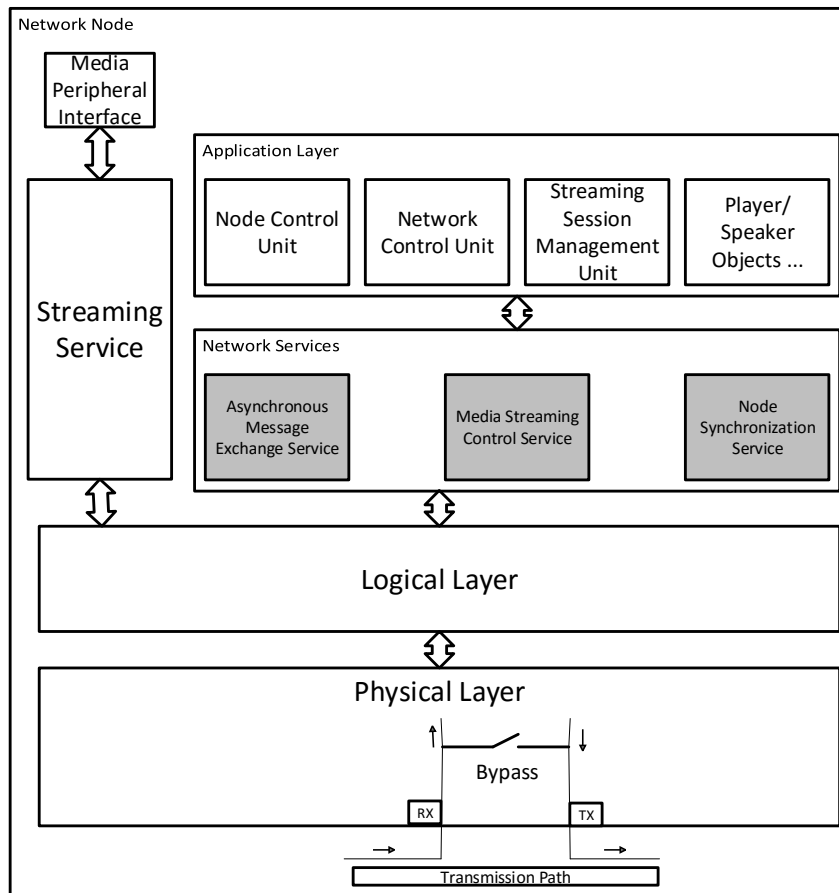 Network Node
Media
Peripheral
Interface
Streaming
Service
Application Layer
Node Control
Unit
Network
Control Unit
Streaming
Session
Management
Unit
Player/
Speaker
Objects ...
Network Services
Asynchronous
Message
Exchange Service
Media Streaming
Control Service
Node
Synchronization
Service
Logical Layer
Physical Layer
Bypass
RX
TX
Transmission Path